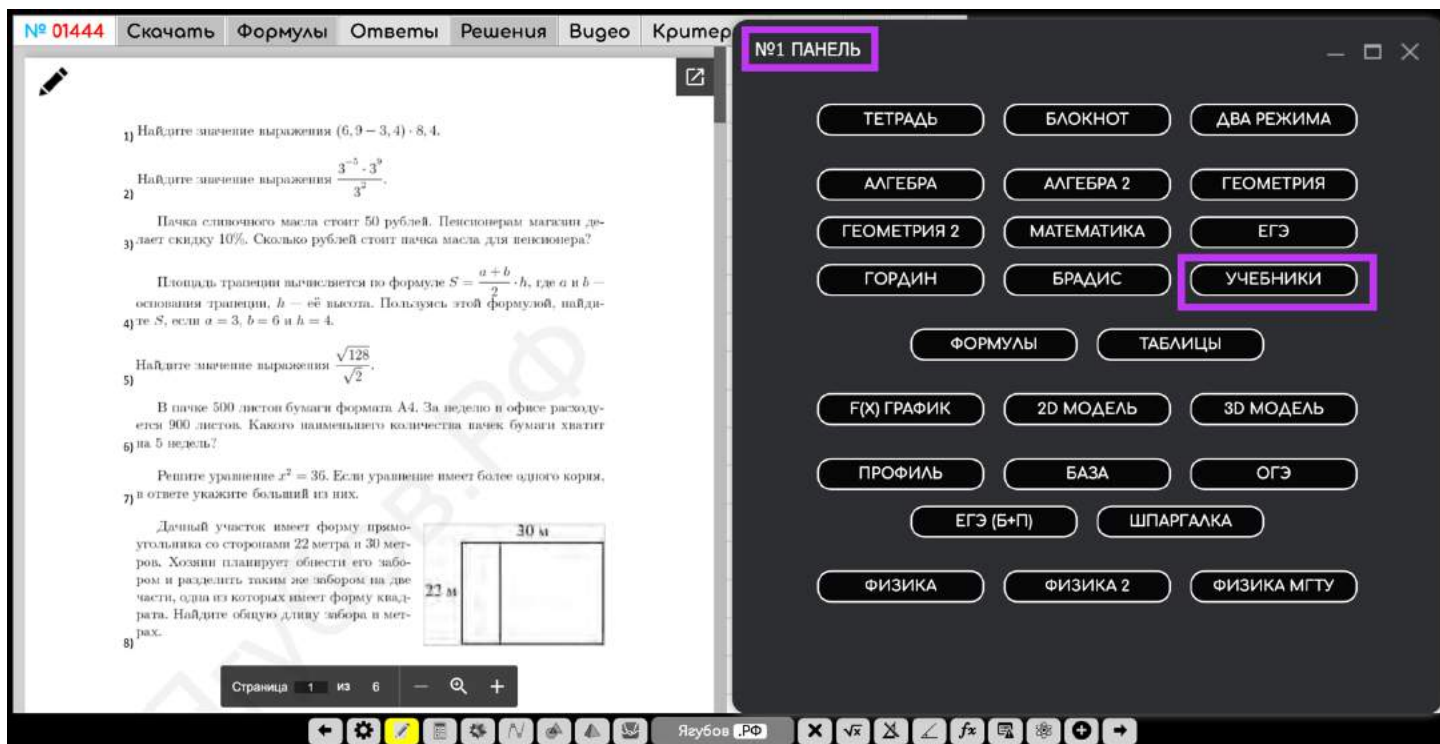 № 01444 Скачать Формулы Ответы Решения Видео Критер
№1 ПАНЕЛЬ
1) Найдите значение выражения (6, 9 − 3, 4) · 8, 4.
2) Найдите значение выражения \frac{3^{-5} \cdot 3^{9}}{3^{2}}.
Пачка сливочного масла стоит 50 рублей. Пенсионерам магазин де-
3) лает скидку 10%. Сколько рублей стоит пачка масла для пенсионера?
Площадь трапеции вычисляется по формуле S = \frac{a + b}{2} · h, где a и b —
основания трапеции, h — её высота. Пользуясь этой формулой, найди-
4) те S, если a = 3, b = 6 и h = 4.
5) Найдите значение выражения \frac{\sqrt{128}}{\sqrt{2}}.
В пачке 500 листов бумаги формата А4. За неделю в офисе расходу-
ется 900 листов. Какого наименьшего количества пачек бумаги хватит
6) на 5 недель?
Решите уравнение x² = 36. Если уравнение имеет более одного корня,
7) в ответе укажите больший из них.
Дачный участок имеет форму прямо-
угольника со сторонами 22 метра и 30 мет-
ров. Хозяин планирует обнести его забо-
ром и разделить таким же забором на две
части, одна из которых имеет форму квад-
рата. Найдите общую длину забора в мет-
8) рах.
30 м
22 м
Ягубов.РФ
Страница 1 из 6
ТЕТРАДЬ БЛОКНОТ ДВА РЕЖИМА
АЛГЕБРА АЛГЕБРА 2 ГЕОМЕТРИЯ
ГЕОМЕТРИЯ 2 МАТЕМАТИКА ЕГЭ
ГОРДИН БРАДИС УЧЕБНИКИ
ФОРМУЛЫ ТАБЛИЦЫ
F(X) ГРАФИК 2D МОДЕЛЬ 3D МОДЕЛЬ
ПРОФИЛЬ БАЗА ОГЭ
ЕГЭ (Б+П) ШПАРГАЛКА
ФИЗИКА ФИЗИКА 2 ФИЗИКА МГТУ
Ягубов .РФ √x fx